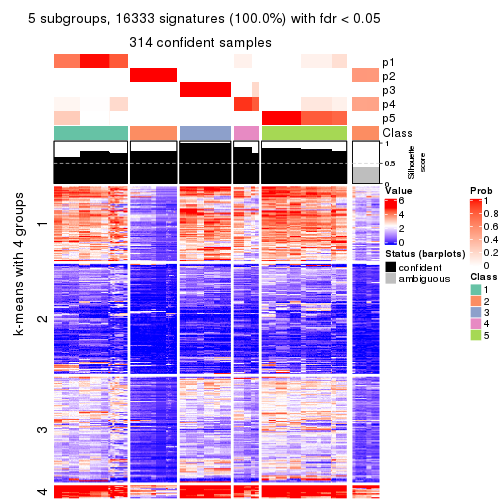 5 subgroups, 16333 signatures (100.0%) with fdr < 0.05
314 confident samples
p1
p2
p3
p4
p5
Class
1
0.5
0
Silhouette
score
k-means with 4 groups
1
2
3
4
Value
6
4
2
0
Status (barplots)
confident
ambiguous
Prob
1
0.8
0.6
0.4
0.2
0
Class
1
2
3
4
5